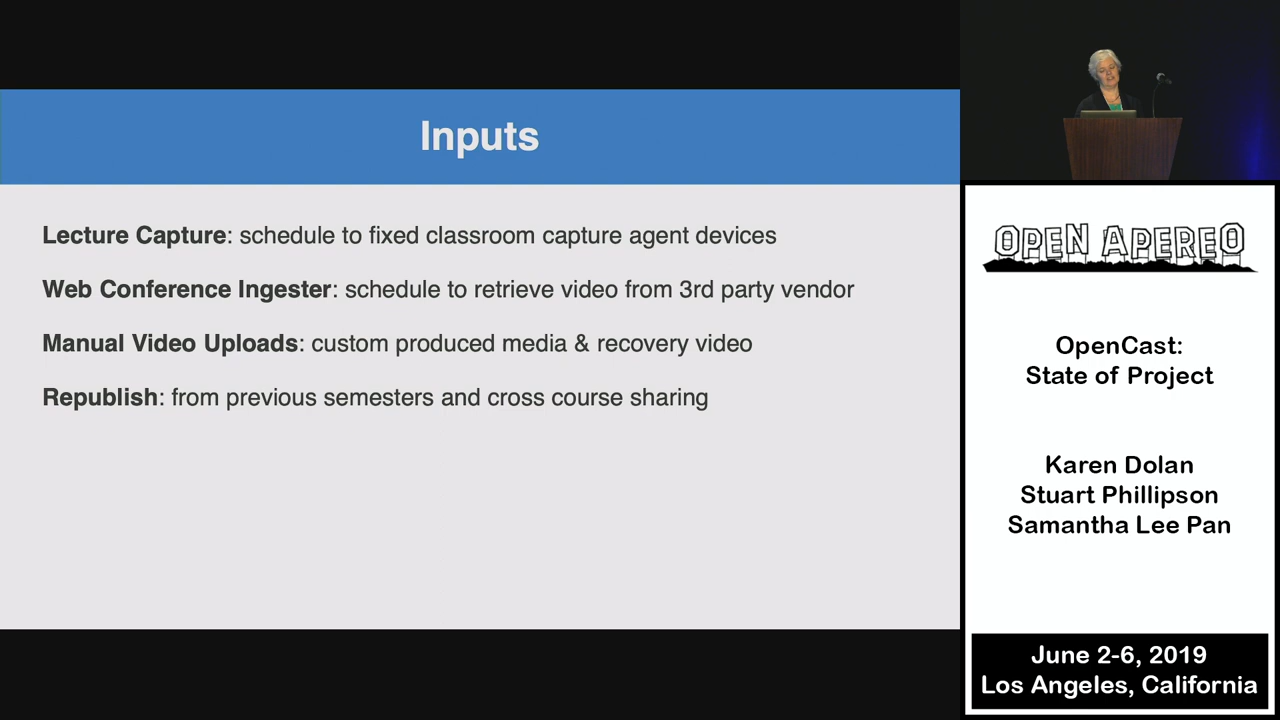 Inputs
Lecture Capture: schedule to fixed classroom capture agent devices
Web Conference Ingester: schedule to retrieve video from 3rd party vendor
Manual Video Uploads: custom produced media & recovery video
Republish: from previous semesters and cross course sharing
OPEN APEREO
OpenCast:
State of Project
Karen Dolan
Stuart Phillipson
Samantha Lee Pan
June 2-6, 2019
Los Angeles, California